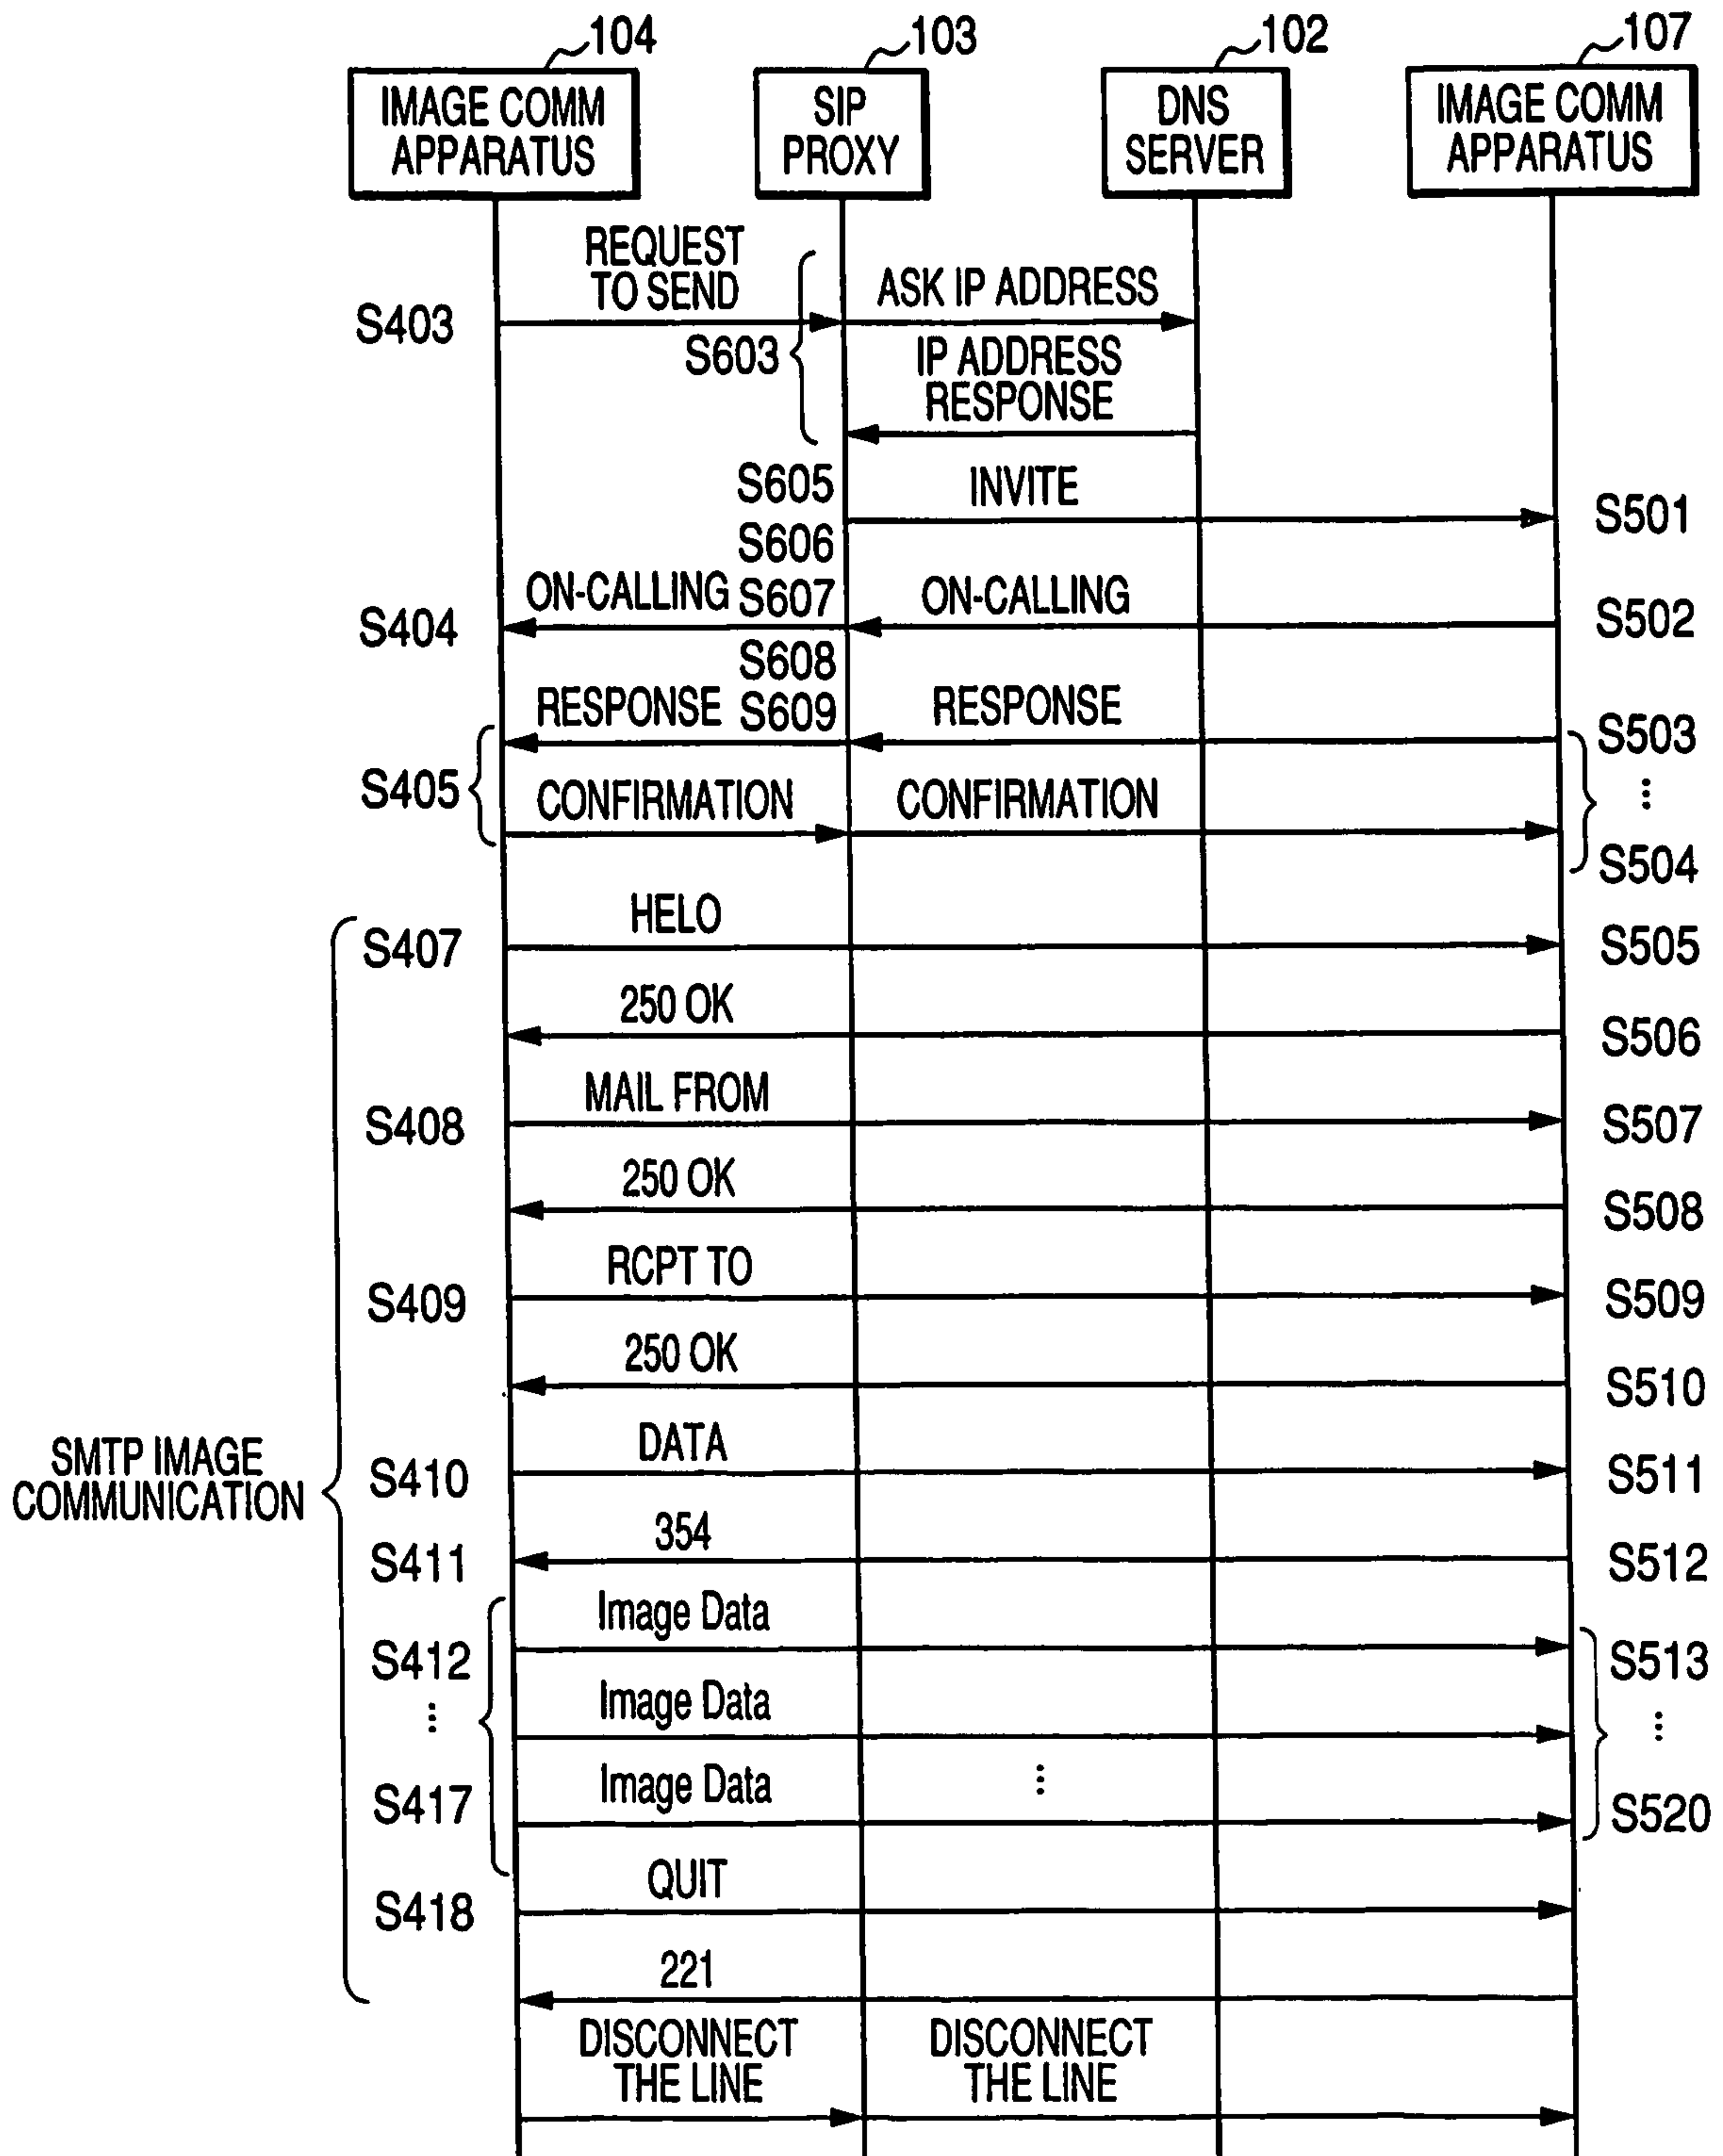 104
103
102
107
IMAGE COMM
APPARATUS
SIP
PROXY
DNS
SERVER
IMAGE COMM
APPARATUS
REQUEST
TO SEND
ASK IP ADDRESS
S403
S603
IP ADDRESS
RESPONSE
S605
INVITE
S501
S606
ON-CALLING
S607
ON-CALLING
S404
S502
S608
RESPONSE
S609
RESPONSE
S503
S405
CONFIRMATION
CONFIRMATION
...
S504
HELO
S407
S505
250 OK
S506
MAIL FROM
S408
S507
250 OK
S508
RCPT TO
S409
S509
250 OK
S510
SMTP IMAGE
COMMUNICATION
DATA
S410
S511
354
S411
S512
Image Data
S412
S513
...
Image Data
...
Image Data
...
S417
S520
QUIT
S418
221
DISCONNECT
THE LINE
DISCONNECT
THE LINE